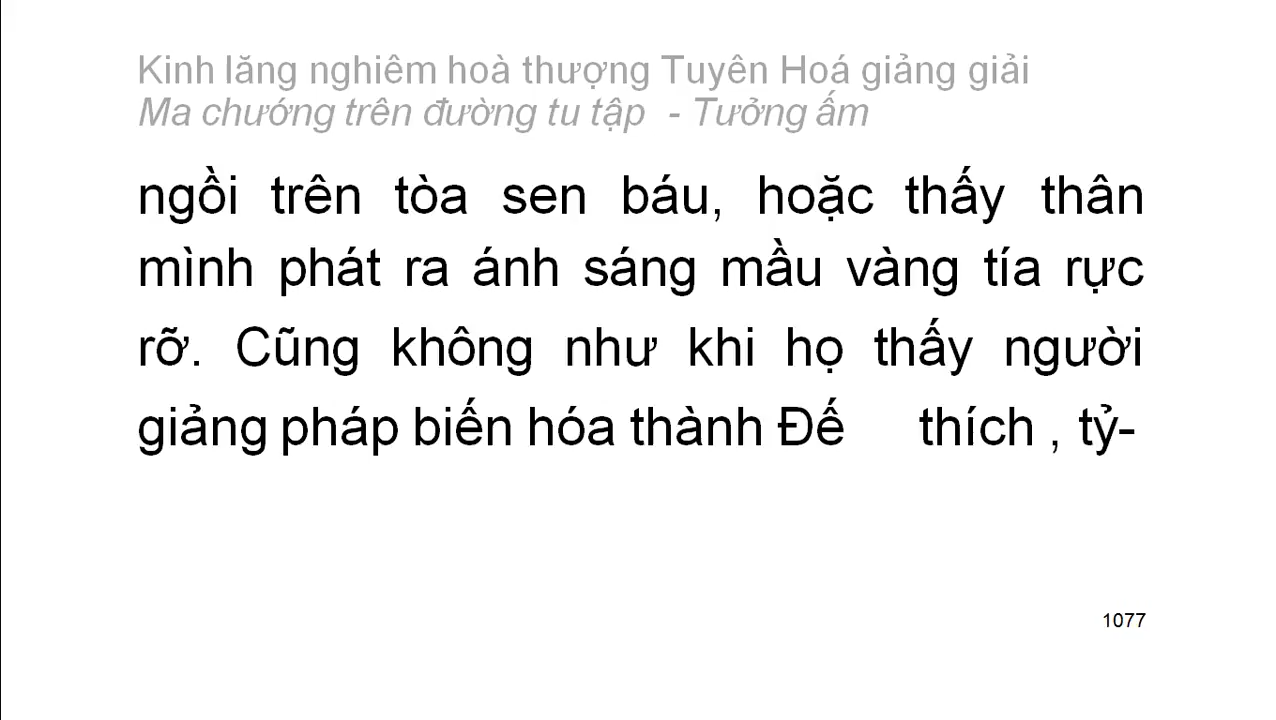 Kinh lăng nghiêm hoà thượng Tuyên Hoá giảng giải
Ma chướng trên đường tu tập - Tưởng ấm
ngồi trên tòa sen báu, hoặc thấy thân
mình phát ra ánh sáng mầu vàng tía rực
rỡ. Cũng không như khi họ thấy người
giảng pháp biến hóa thành Đế thích , tỷ-
1077